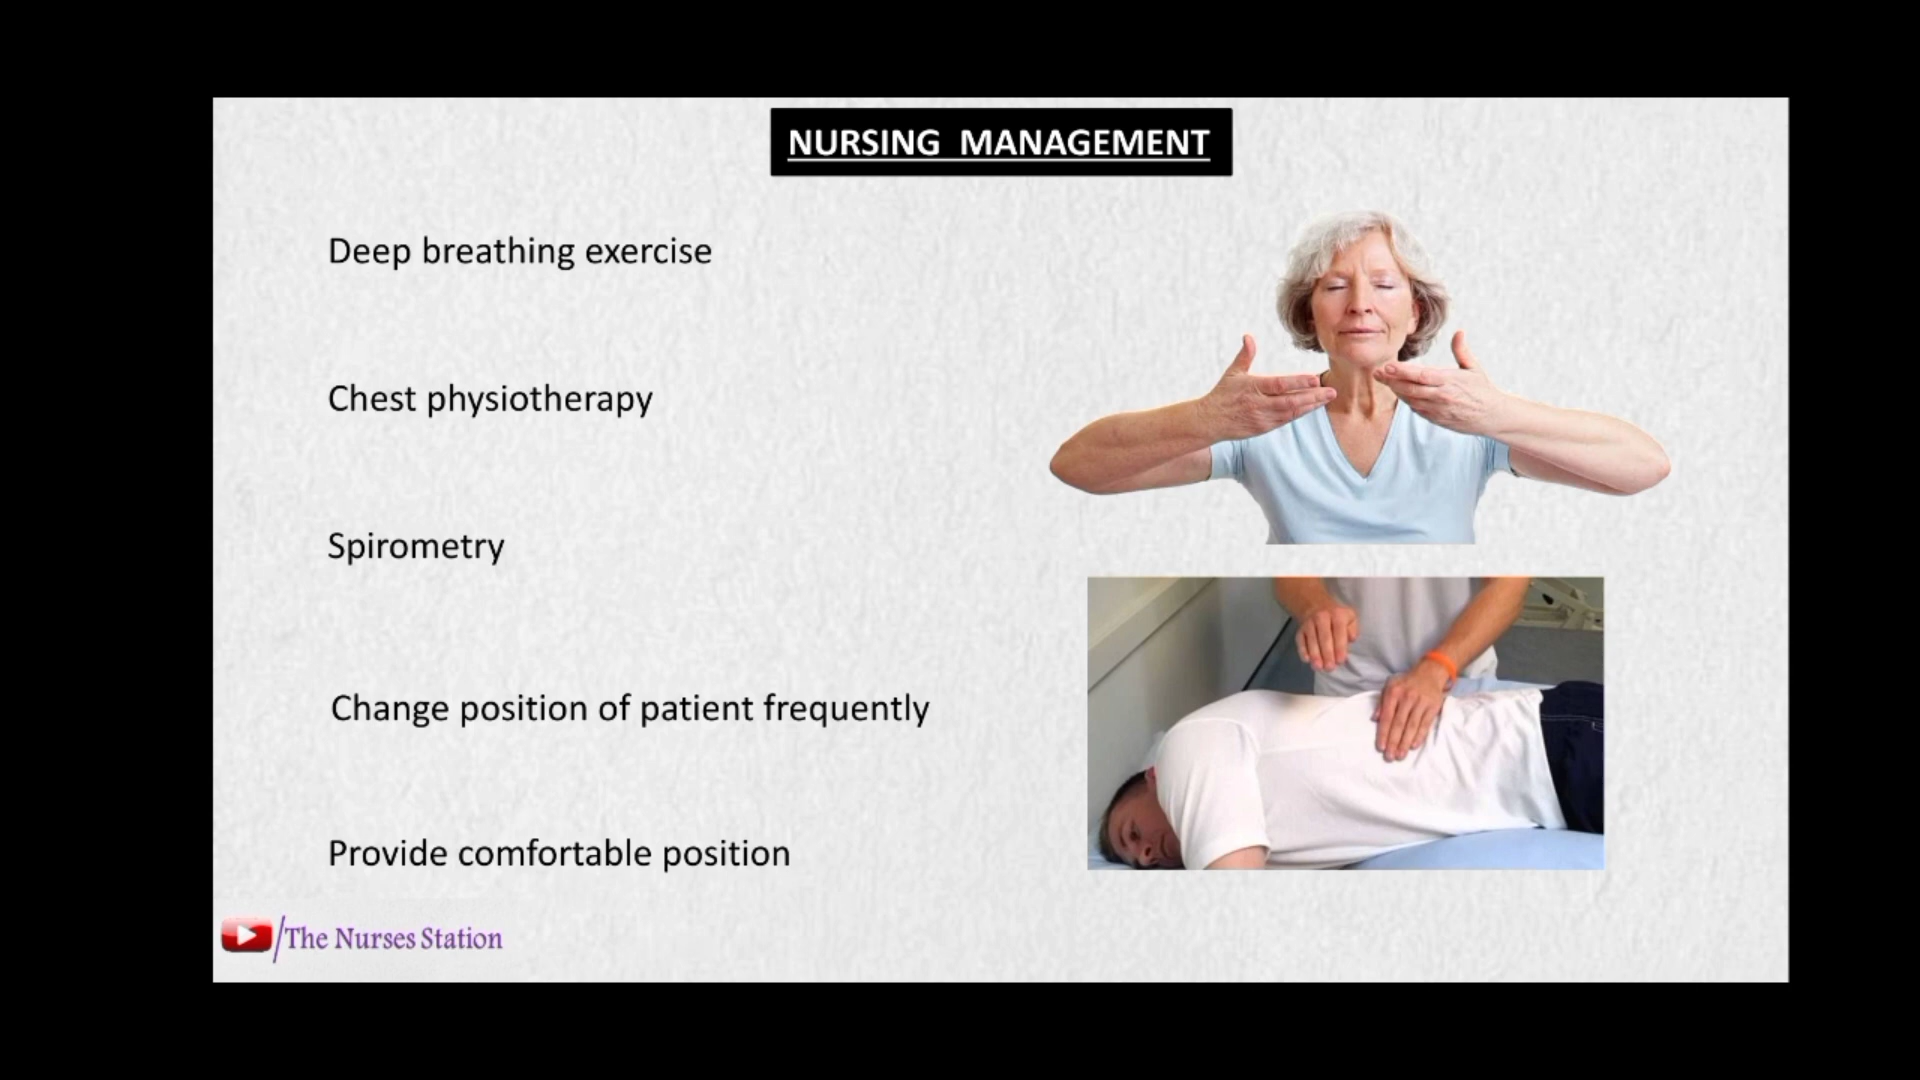 NURSING MANAGEMENT
Deep breathing exercise
Chest physiotherapy
Spirometry
Change position of patient frequently
Provide comfortable position
/The Nurses Station